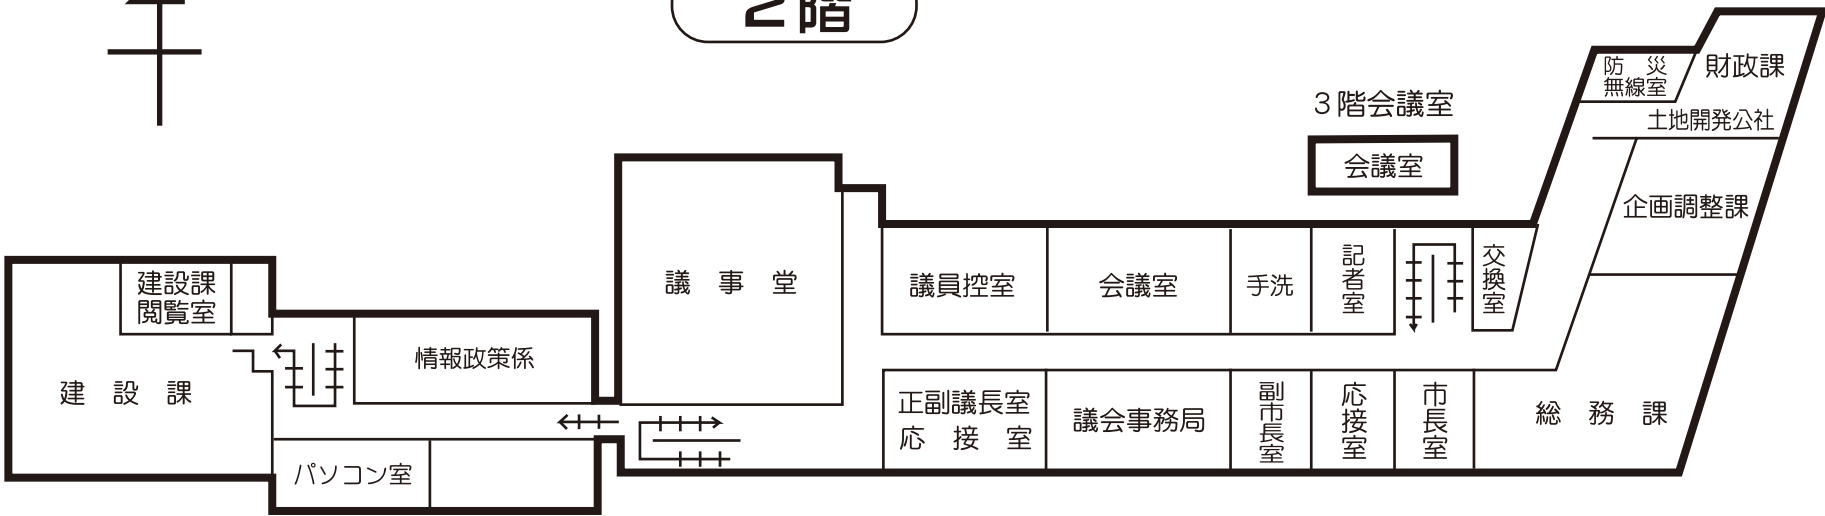 2階
防災
無線室
財政課
3階会議室
土地開発公社
会議室
企画調整課
建設課
閲覧室
議事堂
議員控室
会議室
手洗
記者室
交換室
情報政策係
建設課
正副議長室
応接室
議会事務局
副市長室
応接室
市長室
総務課
パソコン室